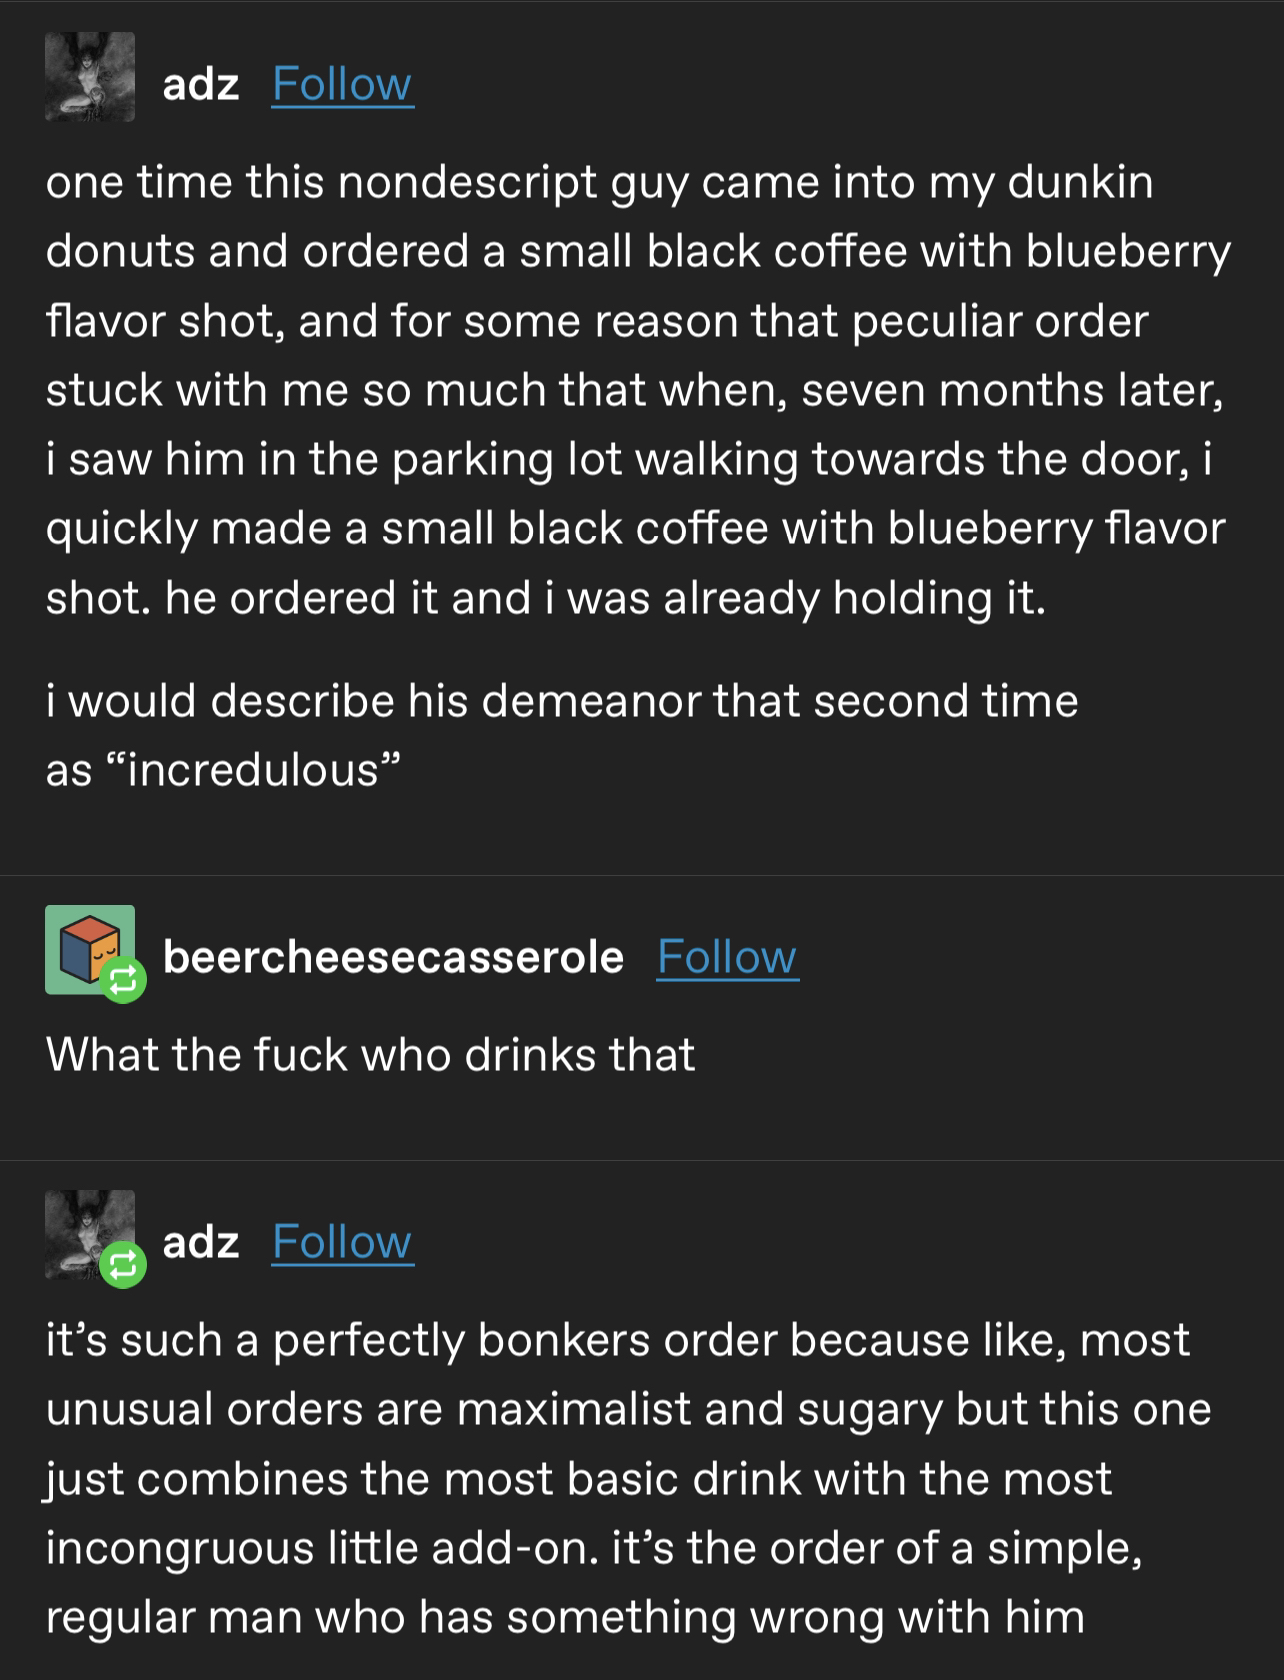 adz Follow
one time this nondescript guy came into my dunkin
donuts and ordered a small black coffee with blueberry
flavor shot, and for some reason that peculiar order
stuck with me so much that when, seven months later,
i saw him in the parking lot walking towards the door, i
quickly made a small black coffee with blueberry flavor
shot. he ordered it and i was already holding it.
i would describe his demeanor that second time
as “incredulous”
beercheesecasserole Follow
What the fuck who drinks that
adz Follow
it’s such a perfectly bonkers order because like, most
unusual orders are maximalist and sugary but this one
just combines the most basic drink with the most
incongruous little add-on. it’s the order of a simple,
regular man who has something wrong with him